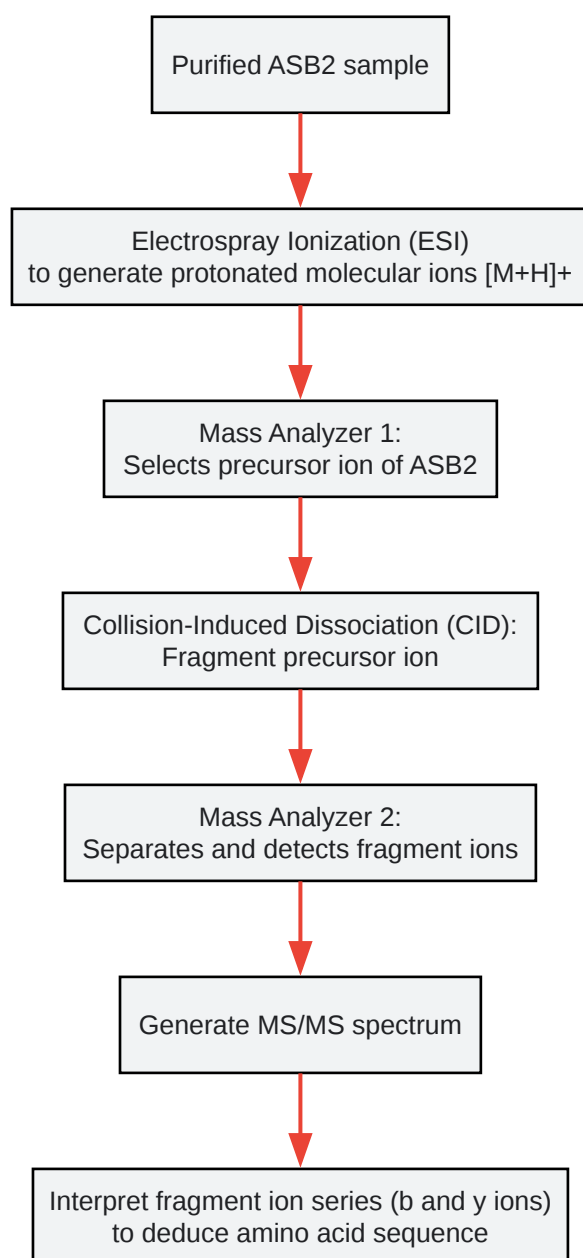 Purified ASB2 sample
Electrospray Ionization (ESI)
to generate protonated molecular ions [M+H]+
Mass Analyzer 1:
Selects precursor ion of ASB2
Collision-Induced Dissociation (CID):
Fragment precursor ion
Mass Analyzer 2:
Separates and detects fragment ions
Generate MS/MS spectrum
Interpret fragment ion series (b and y ions)
to deduce amino acid sequence